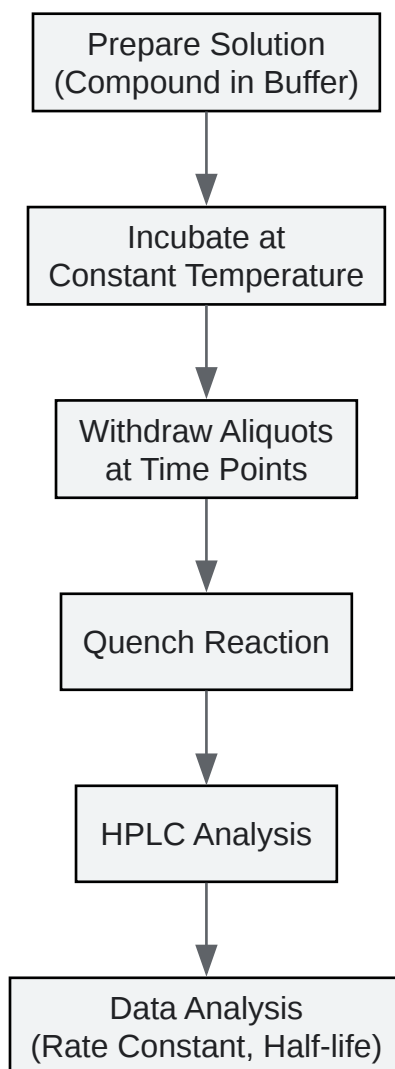 Prepare Solution
(Compound in Buffer)
Incubate at
Constant Temperature
Withdraw Aliquots
at Time Points
Quench Reaction
HPLC Analysis
Data Analysis
(Rate Constant, Half-life)